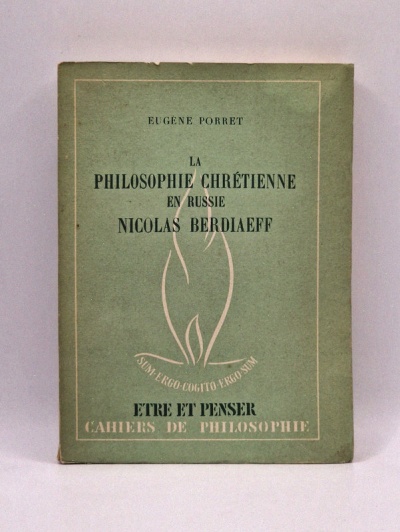 EUGÈNE PORRET
LA
PHILOSOPHIE CHRÉTIENNE
EN RUSSIE
NICOLAS BERDIAEFF
SUM·ERGO·COGITO·ERGO·SUM
ETRE ET PENSER
CAHIERS DE PHILOSOPHIE